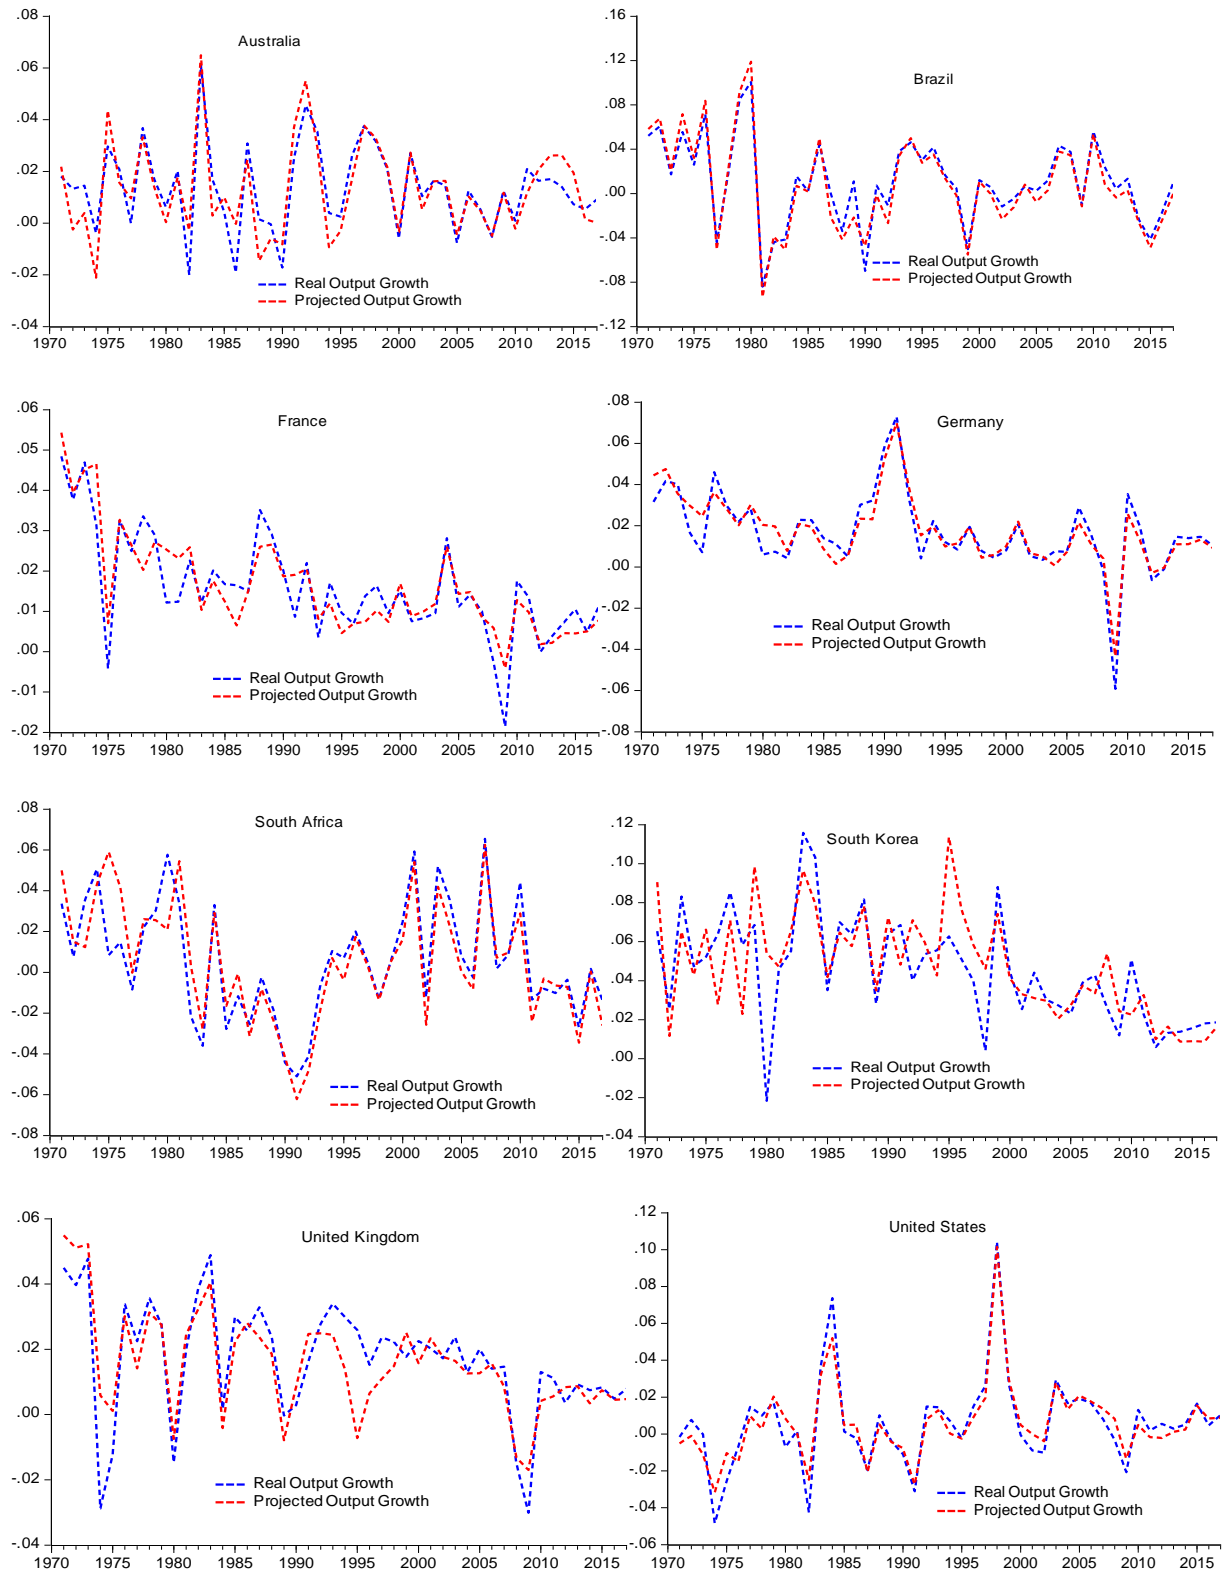 Australia
.08
.06
.04
.02
.00
-.02
-.04
1970 1975 1980 1985 1990 1995 2000 2005 2010 2015
Real Output Growth
Projected Output Growth
Brazil
.16
.12
.08
.04
.00
-.04
-.08
-.12
1970 1975 1980 1985 1990 1995 2000 2005 2010 2015
Real Output Growth
Projected Output Growth
France
.06
.05
.04
.03
.02
.01
.00
-.01
-.02
1970 1975 1980 1985 1990 1995 2000 2005 2010 2015
Real Output Growth
Projected Output Growth
Germany
.08
.06
.04
.02
.00
-.02
-.04
-.06
-.08
1970 1975 1980 1985 1990 1995 2000 2005 2010 2015
Real Output Growth
Projected Output Growth
South Africa
.08
.06
.04
.02
.00
-.02
-.04
-.06
-.08
1970 1975 1980 1985 1990 1995 2000 2005 2010 2015
Real Output Growth
Projected Output Growth
South Korea
.12
.10
.08
.06
.04
.02
.00
-.02
-.04
1970 1975 1980 1985 1990 1995 2000 2005 2010 2015
Real Output Growth
Projected Output Growth
United Kingdom
.06
.04
.02
.00
-.02
-.04
1970 1975 1980 1985 1990 1995 2000 2005 2010 2015
Real Output Growth
Projected Output Growth
United States
.12
.10
.08
.06
.04
.02
.00
-.02
-.04
-.06
1970 1975 1980 1985 1990 1995 2000 2005 2010 2015
Real Output Growth
Projected Output Growth